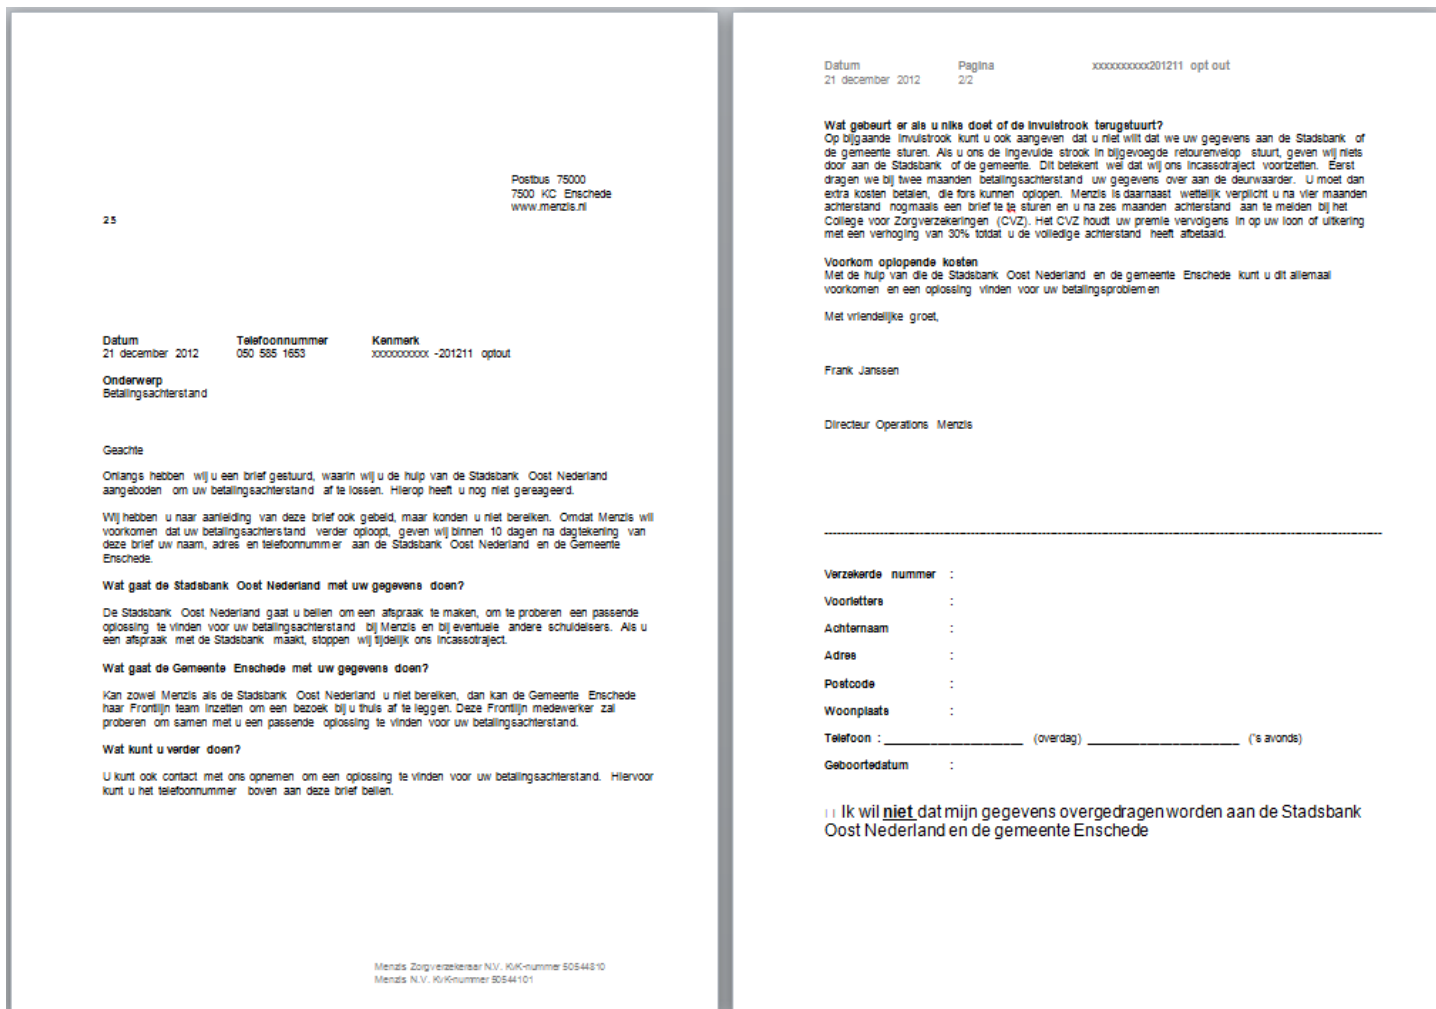 Postbus 75000
7500 KC Enschede
www.menzis.nl
25
Datum Telefoonnummer Kenmerk
21 december 2012 050 585 1653 xxxxxxxxxx -201211 optout
Onderwerp
Betalingsachterstand
Geachte
Onlangs hebben wij u een brief gestuurd, waarin wij u de hulp van de Stadsbank Oost Nederland
aangeboden om uw betalingsachterstand af te lossen. Hierop heeft u nog niet gereageerd.
Wij hebben u naar aanleiding van deze brief ook gebeld, maar konden u niet bereiken. Omdat Menzis wil
voorkomen dat uw betalingsachterstand verder oploopt, geven wij binnen 10 dagen na dagtekening van
deze brief uw naam, adres en telefoonnummer aan de Stadsbank Oost Nederland en de Gemeente
Enschede.
Wat gaat de Stadsbank Oost Nederland met uw gegevens doen?
De Stadsbank Oost Nederland gaat u bellen om een afspraak te maken, om te proberen een passende
oplossing te vinden voor uw betalingsachterstand bij Menzis en bij eventuele andere schuldeisers. Als u
een afspraak met de Stadsbank maakt, stoppen wij tijdelijk ons incassotraject.
Wat gaat de Gemeente Enschede met uw gegevens doen?
Kan zowel Menzis als de Stadsbank Oost Nederland u niet bereiken, dan kan de Gemeente Enschede
haar Frontlijn team inzetten om een bezoek bij u thuis af te leggen. Deze Frontlijn medewerker zal
proberen om samen met u een passende oplossing te vinden voor uw betalingsachterstand.
Wat kunt u verder doen?
U kunt ook contact met ons opnemen om een oplossing te vinden voor uw betalingsachterstand. Hiervoor
kunt u het telefoonnummer boven aan deze brief bellen.
Menzis Zorgverzekeraar N.V. KvK-nummer 50544810
Menzis N.V. KvK-nummer 50544101
Datum Pagina xxxxxxxxxx201211 opt out
21 december 2012 2/2
Wat gebeurt er als u niks doet of de invulstrook terugstuurt?
Op bijgaande invulstrook kunt u ook aangeven dat u niet wilt dat we uw gegevens aan de Stadsbank of
de gemeente sturen. Als u ons de ingevulde strook in bijgevoegde retourenvelop stuurt, geven wij niets
door aan de Stadsbank of de gemeente. Dit betekent wel dat wij ons incassotraject voortzetten. Eerst
dragen we bij twee maanden betalingsachterstand uw gegevens over aan de deurwaarder. U moet dan
extra kosten betalen, die fors kunnen oplopen. Menzis is daarnaast wettelijk verplicht u na vier maanden
achterstand nogmaals een brief te te sturen en u na zes maanden achterstand aan te melden bij het
College voor Zorgverzekeringen (CVZ). Het CVZ houdt uw premie vervolgens in op uw loon of uitkering
met een verhoging van 30% totdat u de volledige achterstand heeft afbetaald.
Voorkom oplopende kosten
Met de hulp van die de Stadsbank Oost Nederland en de gemeente Enschede kunt u dit allemaal
voorkomen en een oplossing vinden voor uw betalingsproblemen
Met vriendelijke groet,
Frank Janssen
Directeur Operations Menzis
Verzekerde nummer :
Voorletters :
Achternaam :
Adres :
Postcode :
Woonplaats :
Telefoon : ____________________ (overdag) ______________________ ('s avonds)
Geboortedatum :
Ik wil niet dat mijn gegevens overgedragen worden aan de Stadsbank
Oost Nederland en de gemeente Enschede